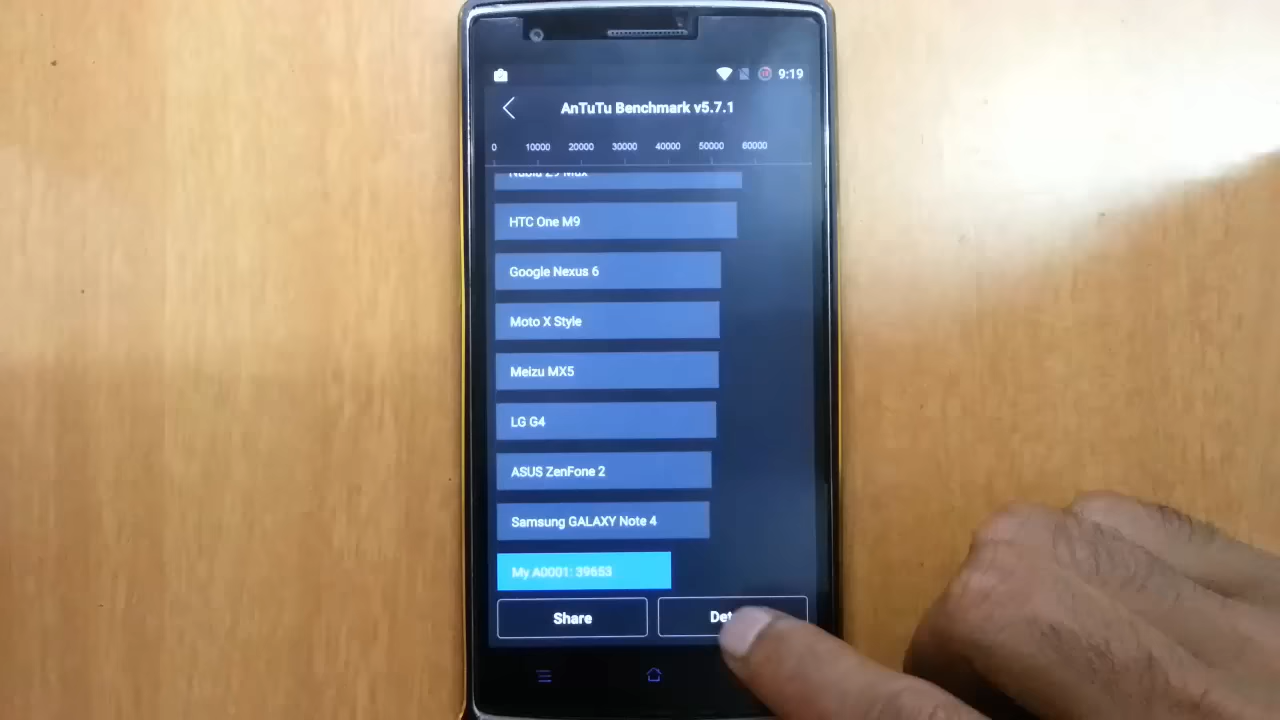 9:19
AnTuTu Benchmark v5.7.1
0 10000 20000 30000 40000 50000 60000
HTC One M9
Google Nexus 6
Moto X Style
Meizu MX5
LG G4
ASUS ZenFone 2
Samsung GALAXY Note 4
My A0001: 39653
Share Det